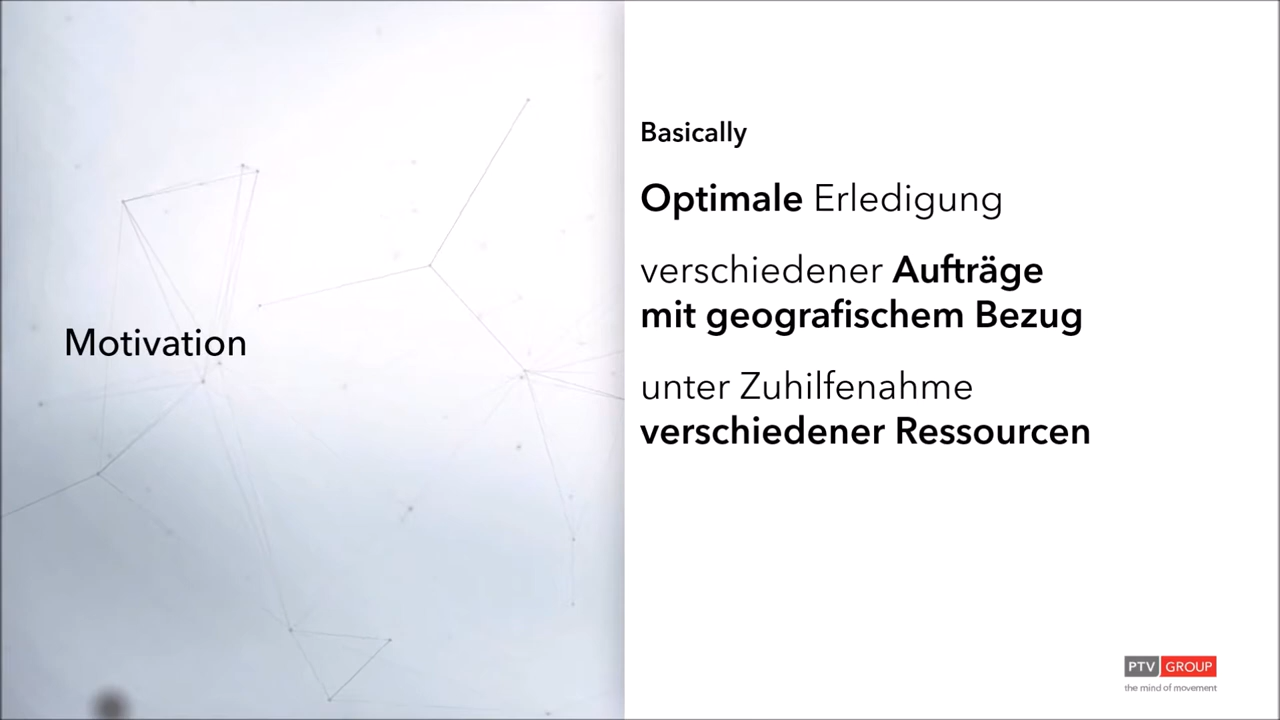 Motivation
Basically
Optimale Erledigung
verschiedener Aufträge
mit geografischem Bezug
unter Zuhilfenahme
verschiedener Ressourcen
PTV GROUP
the mind of movement